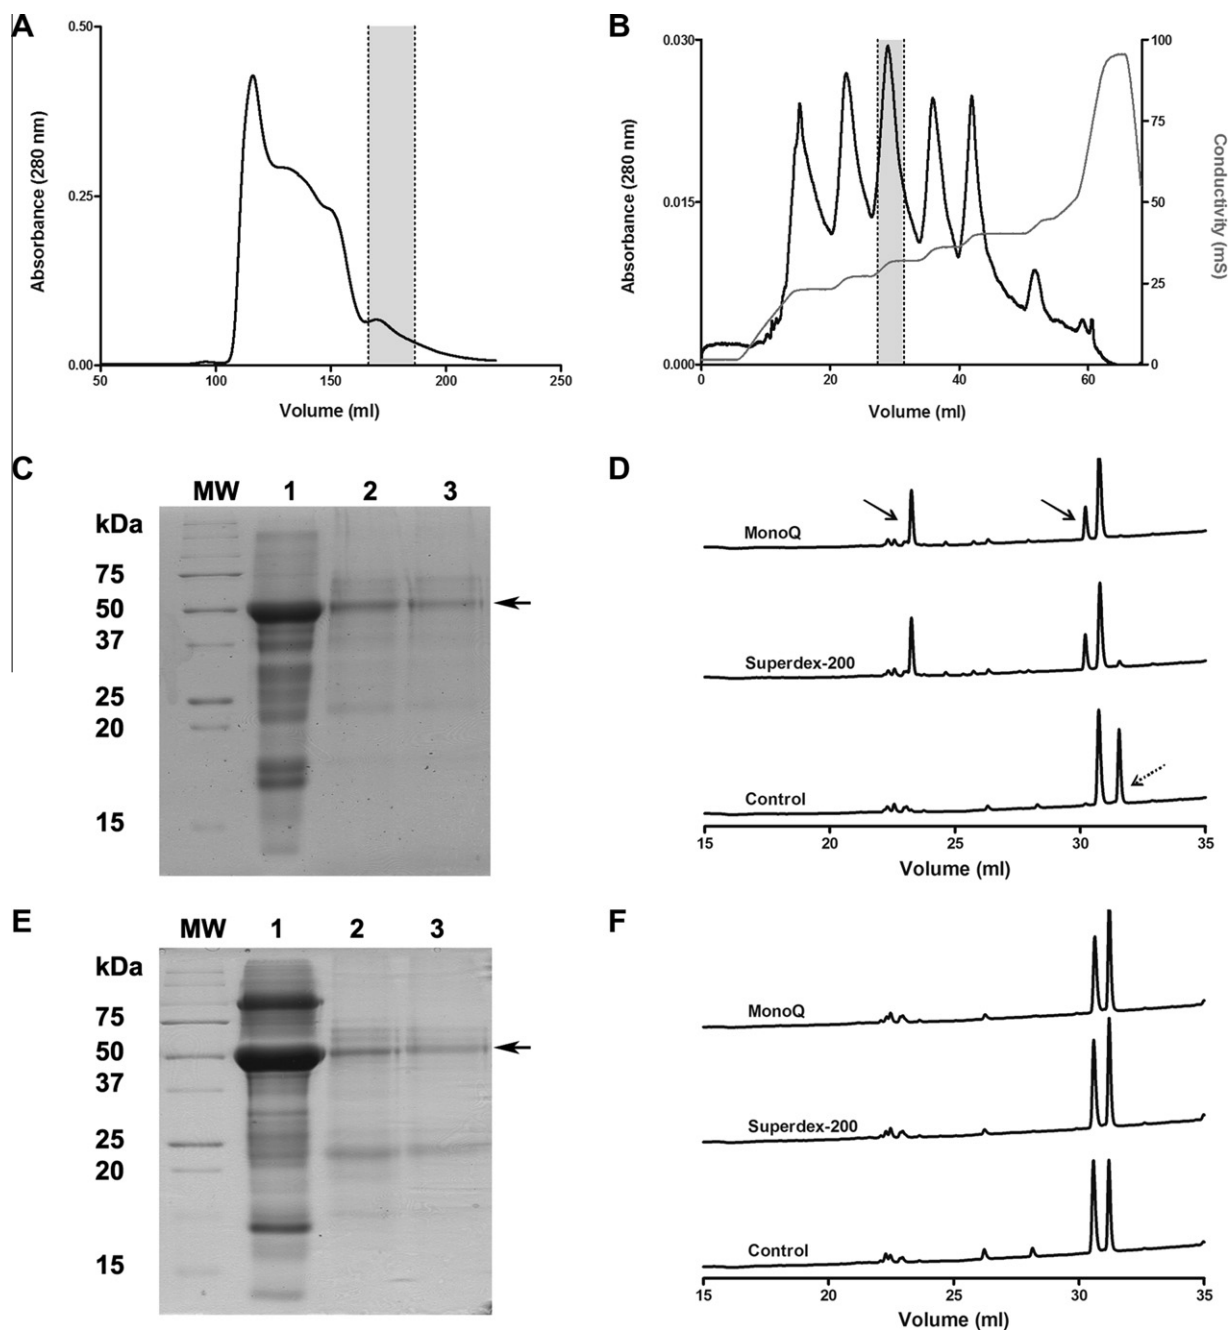 A
0.50
0.25
0.00
50
100
150
200
250
Absorbance (280 nm)
Volume (ml)
B
0.030
0.015
0.000
0
20
40
60
100
75
50
25
0
Absorbance (280 nm)
Conductivity (mS)
Volume (ml)
C
MW 1 2 3
kDa
75
50
37
25
20
15
D
MonoQ
Superdex-200
Control
15 20 25 30 35
Volume (ml)
E
MW 1 2 3
kDa
75
50
37
25
20
15
F
MonoQ
Superdex-200
Control
15 20 25 30 35
Volume (ml)